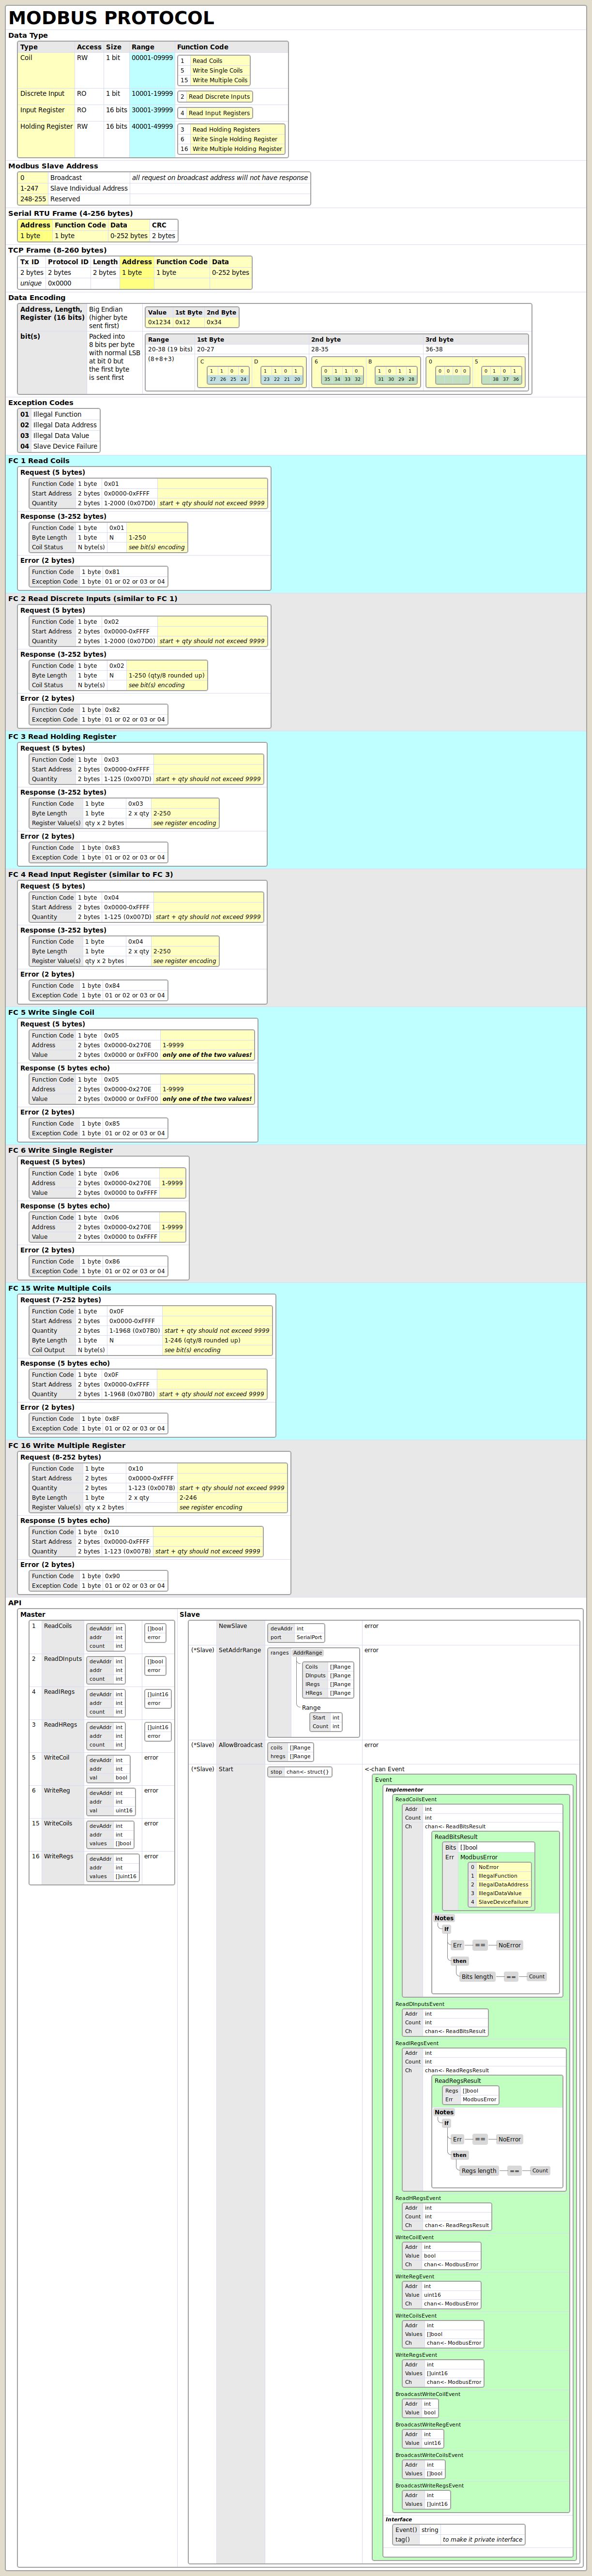 MODBUS PROTOCOL
Data Type
Type Access Size Range Function Code
Coil RW 1 bit 00001-09999 1 Read Coils
5 Write Single Coils
15 Write Multiple Coils
Discrete Input RO 1 bit 10001-19999 2 Read Discrete Inputs
Input Register RO 16 bits 30001-39999 4 Read Input Registers
Holding Register RW 16 bits 40001-49999 3 Read Holding Registers
6 Write Single Holding Register
16 Write Multiple Holding Register
Modbus Slave Address
0 Broadcast all request on broadcast address will not have response
1-247 Slave Individual Address
248-255 Reserved
Serial RTU Frame (4-256 bytes)
Address Function Code Data CRC
1 byte 1 byte 0-252 bytes 2 bytes
TCP Frame (8-260 bytes)
Tx ID Protocol ID Length Address Function Code Data
2 bytes 2 bytes 2 bytes 1 byte 1 byte 0-252 bytes
unique 0x0000
Data Encoding
Address, Length, Register (16 bits) Big Endian (higher byte sent first)
Value 1st Byte 2nd Byte
0x1234 0x12 0x34
bit(s) Packed into 8 bits per byte with normal LSB at bit 0 but the first byte is sent first
Range 1st Byte 2nd byte 3rd byte
20-38 (19 bits) 20-27 28-35 36-38
(8+8+3) C D 6 B 0 5
1 1 0 0 1 1 0 1 0 1 1 0 1 0 1 1 0 0 0 0 0 1 0 1
27 26 25 24 23 22 21 20 35 34 33 32 31 30 29 28 38 37 36
Exception Codes
01 Illegal Function
02 Illegal Data Address
03 Illegal Data Value
04 Slave Device Failure
FC 1 Read Coils
Request (5 bytes)
Function Code 1 byte 0x01
Start Address 2 bytes 0x0000-0xFFFF
Quantity 2 bytes 1-2000 (0x07D0) start + qty should not exceed 9999
Response (3-252 bytes)
Function Code 1 byte 0x01
Byte Length 1 byte N 1-250
Coil Status N byte(s) see bit(s) encoding
Error (2 bytes)
Function Code 1 byte 0x81
Exception Code 1 byte 01 or 02 or 03 or 04
FC 2 Read Discrete Inputs (similar to FC 1)
Request (5 bytes)
Function Code 1 byte 0x02
Start Address 2 bytes 0x0000-0xFFFF
Quantity 2 bytes 1-2000 (0x07D0) start + qty should not exceed 9999
Response (3-252 bytes)
Function Code 1 byte 0x02
Byte Length 1 byte N 1-250 (qty/8 rounded up)
Coil Status N byte(s) see bit(s) encoding
Error (2 bytes)
Function Code 1 byte 0x82
Exception Code 1 byte 01 or 02 or 03 or 04
FC 3 Read Holding Register
Request (5 bytes)
Function Code 1 byte 0x03
Start Address 2 bytes 0x0000-0xFFFF
Quantity 2 bytes 1-125 (0x007D) start + qty should not exceed 9999
Response (3-252 bytes)
Function Code 1 byte 0x03
Byte Length 1 byte 2 x qty 2-250
Register Value(s) qty x 2 bytes see register encoding
Error (2 bytes)
Function Code 1 byte 0x83
Exception Code 1 byte 01 or 02 or 03 or 04
FC 4 Read Input Register (similar to FC 3)
Request (5 bytes)
Function Code 1 byte 0x04
Start Address 2 bytes 0x0000-0xFFFF
Quantity 2 bytes 1-125 (0x007D) start + qty should not exceed 9999
Response (3-252 bytes)
Function Code 1 byte 0x04
Byte Length 1 byte 2 x qty 2-250
Register Value(s) qty x 2 bytes see register encoding
Error (2 bytes)
Function Code 1 byte 0x84
Exception Code 1 byte 01 or 02 or 03 or 04
FC 5 Write Single Coil
Request (5 bytes)
Function Code 1 byte 0x05
Address 2 bytes 0x0000-0x270E 1-9999
Value 2 bytes 0x0000 or 0xFF00 only one of the two values!
Response (5 bytes echo)
Function Code 1 byte 0x05
Address 2 bytes 0x0000-0x270E 1-9999
Value 2 bytes 0x0000 or 0xFF00 only one of the two values!
Error (2 bytes)
Function Code 1 byte 0x85
Exception Code 1 byte 01 or 02 or 03 or 04
FC 6 Write Single Register
Request (5 bytes)
Function Code 1 byte 0x06
Address 2 bytes 0x0000-0x270E 1-9999
Value 2 bytes 0x0000 to 0xFFFF
Response (5 bytes echo)
Function Code 1 byte 0x06
Address 2 bytes 0x0000-0x270E 1-9999
Value 2 bytes 0x0000 to 0xFFFF
Error (2 bytes)
Function Code 1 byte 0x86
Exception Code 1 byte 01 or 02 or 03 or 04
FC 15 Write Multiple Coils
Request (7-252 bytes)
Function Code 1 byte 0x0F
Start Address 2 bytes 0x0000-0xFFFF
Quantity 2 bytes 1-1968 (0x07B0) start + qty should not exceed 9999
Byte Length 1 byte N 1-246 (qty/8 rounded up)
Coil Output N byte(s) see bit(s) encoding
Response (5 bytes echo)
Function Code 1 byte 0x0F
Start Address 2 bytes 0x0000-0xFFFF
Quantity 2 bytes 1-1968 (0x07B0) start + qty should not exceed 9999
Error (2 bytes)
Function Code 1 byte 0x8F
Exception Code 1 byte 01 or 02 or 03 or 04
FC 16 Write Multiple Register
Request (8-252 bytes)
Function Code 1 byte 0x10
Start Address 2 bytes 0x0000-0xFFFF
Quantity 2 bytes 1-123 (0x007B) start + qty should not exceed 9999
Byte Length 1 byte 2 x qty 2-246
Register Value(s) qty x 2 bytes see register encoding
Response (5 bytes echo)
Function Code 1 byte 0x10
Start Address 2 bytes 0x0000-0xFFFF
Quantity 2 bytes 1-123 (0x007B) start + qty should not exceed 9999
Error (2 bytes)
Function Code 1 byte 0x90
Exception Code 1 byte 01 or 02 or 03 or 04
API
Master
1 ReadCoils devAddr int []bool
addr int error
count int
2 ReadDInputs devAddr int []bool
addr int error
count int
4 ReadIRegs devAddr int []uint16
addr int error
count int
3 ReadHRegs devAddr int []uint16
addr int error
count int
5 WriteCoil devAddr int error
addr int
val bool
6 WriteReg devAddr int error
addr int
val uint16
15 WriteCoils devAddr int error
addr int
values []bool
16 WriteRegs devAddr int error
addr int
values []uint16
Slave
NewSlave devAddr int error
port SerialPort
(*Slave) SetAddrRange ranges AddrRange error
Coils []Range
DInputs []Range
IRegs []Range
HRegs []Range
Range
Start int
Count int
(*Slave) AllowBroadcast coils []Range error
hregs []Range
(*Slave) Start stop chan<- struct{} <-chan Event
Event
Implementor
ReadCoilsEvent
Addr int
Count int
Ch chan<- ReadBitsResult
ReadBitsResult
Bits []bool
Err ModbusError
0 NoError
1 IllegalFunction
2 IllegalDataAddress
3 IllegalDataValue
4 SlaveDeviceFailure
Notes
If
Err == NoError
then
Bits length == Count
ReadDInputsEvent
Addr int
Count int
Ch chan<- ReadBitsResult
ReadIRegsEvent
Addr int
Count int
Ch chan<- ReadRegsResult
ReadRegsResult
Regs []bool
Err ModbusError
Notes
If
Err == NoError
then
Regs length == Count
ReadHRegsEvent
Addr int
Count int
Ch chan<- ReadRegsResult
WriteCoilEvent
Addr int
Value bool
Ch chan<- ModbusError
WriteRegEvent
Addr int
Value uint16
Ch chan<- ModbusError
WriteCoilsEvent
Addr int
Values []bool
Ch chan<- ModbusError
WriteRegsEvent
Addr int
Values []uint16
Ch chan<- ModbusError
BroadcastWriteCoilEvent
Addr int
Value bool
BroadcastWriteRegEvent
Addr int
Value uint16
BroadcastWriteCoilsEvent
Addr int
Values []bool
BroadcastWriteRegsEvent
Addr int
Values []uint16
Interface
Event() string
tag() to make it private interface